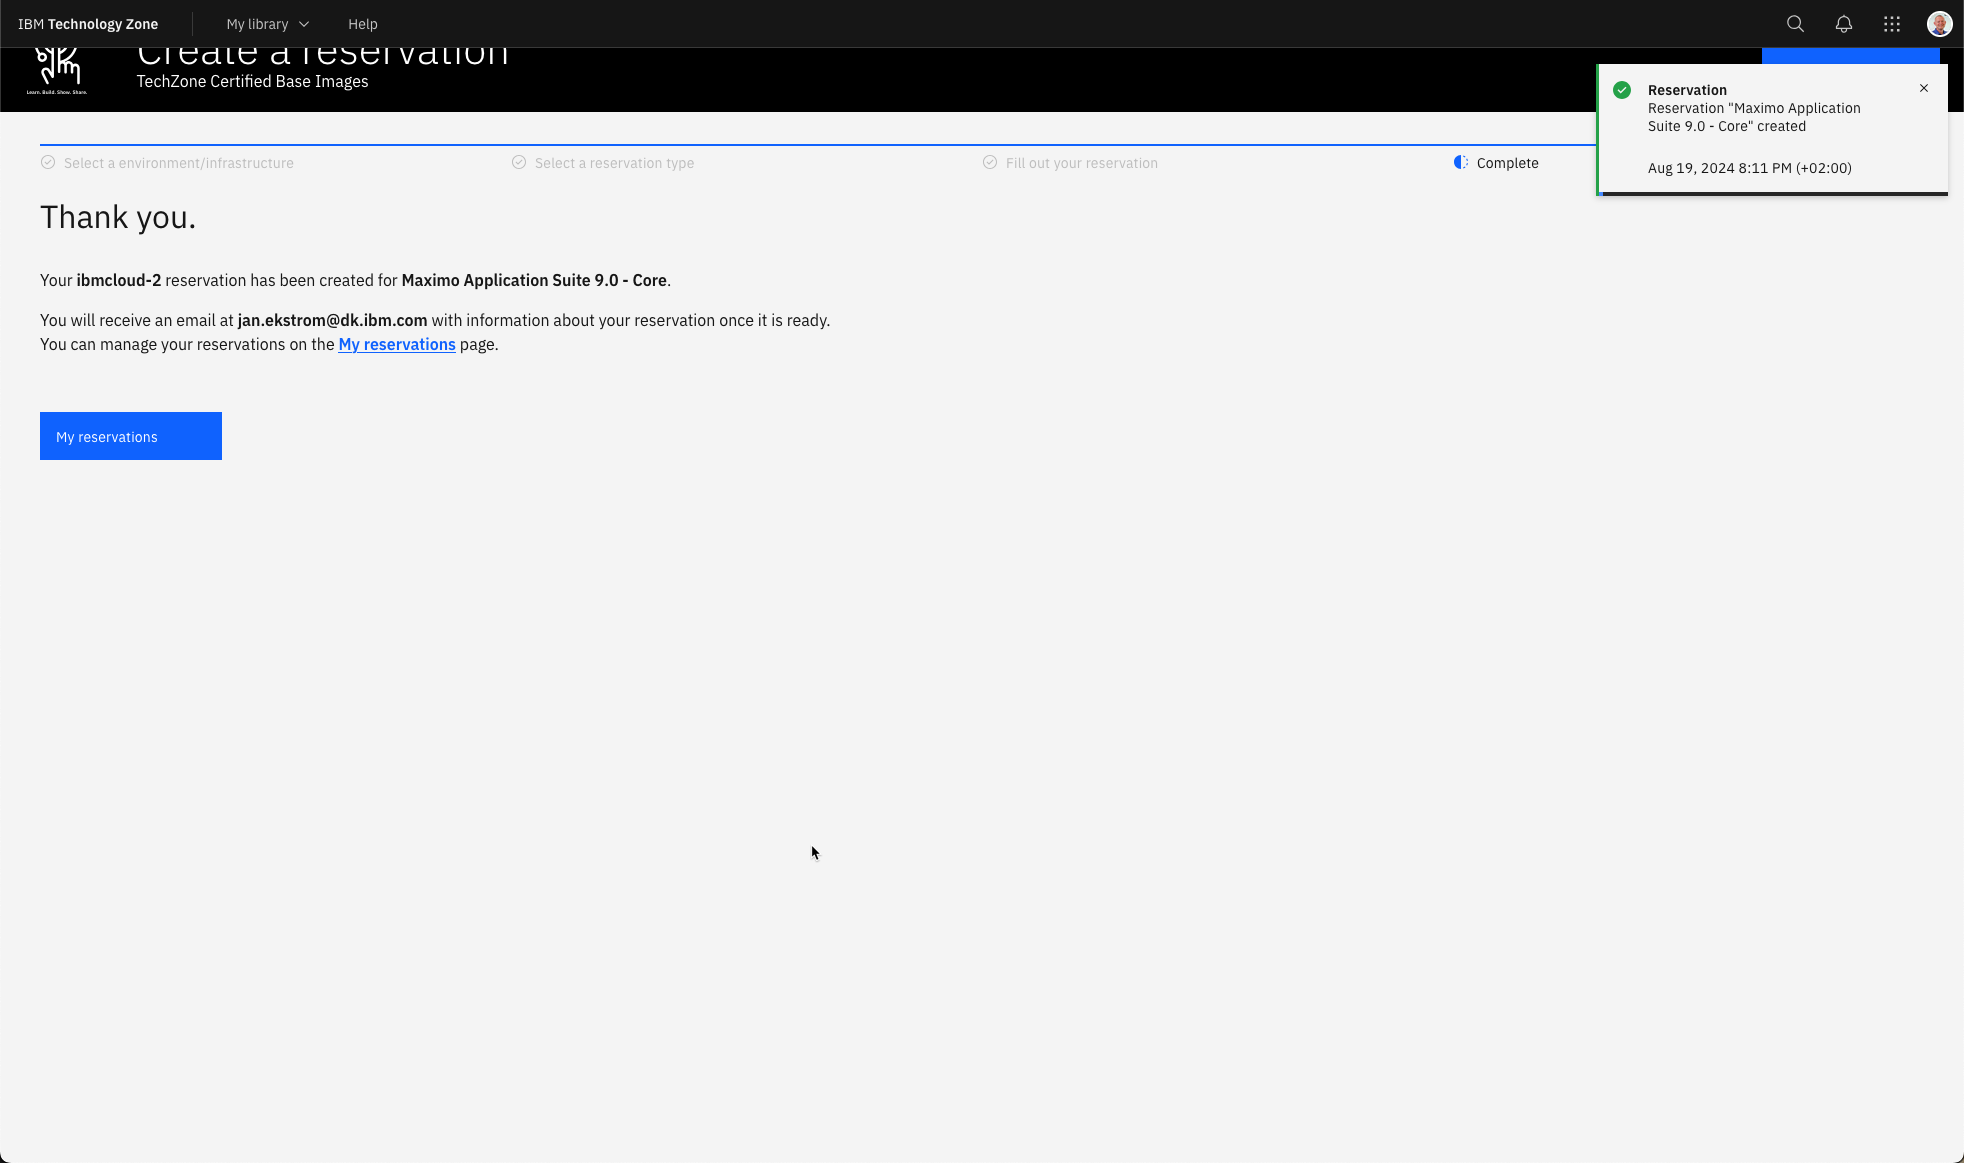 IBM Technology Zone
My library
Help
Create a reservation
TechZone Certified Base Images
Learn. Build. Show. Share.
Reservation
Reservation "Maximo Application
Suite 9.0 - Core" created
Aug 19, 2024 8:11 PM (+02:00)
Select a environment/infrastructure
Select a reservation type
Fill out your reservation
Complete
Thank you.
Your ibmcloud-2 reservation has been created for Maximo Application Suite 9.0 - Core.
You will receive an email at jan.ekstrom@dk.ibm.com with information about your reservation once it is ready.
You can manage your reservations on the My reservations page.
My reservations